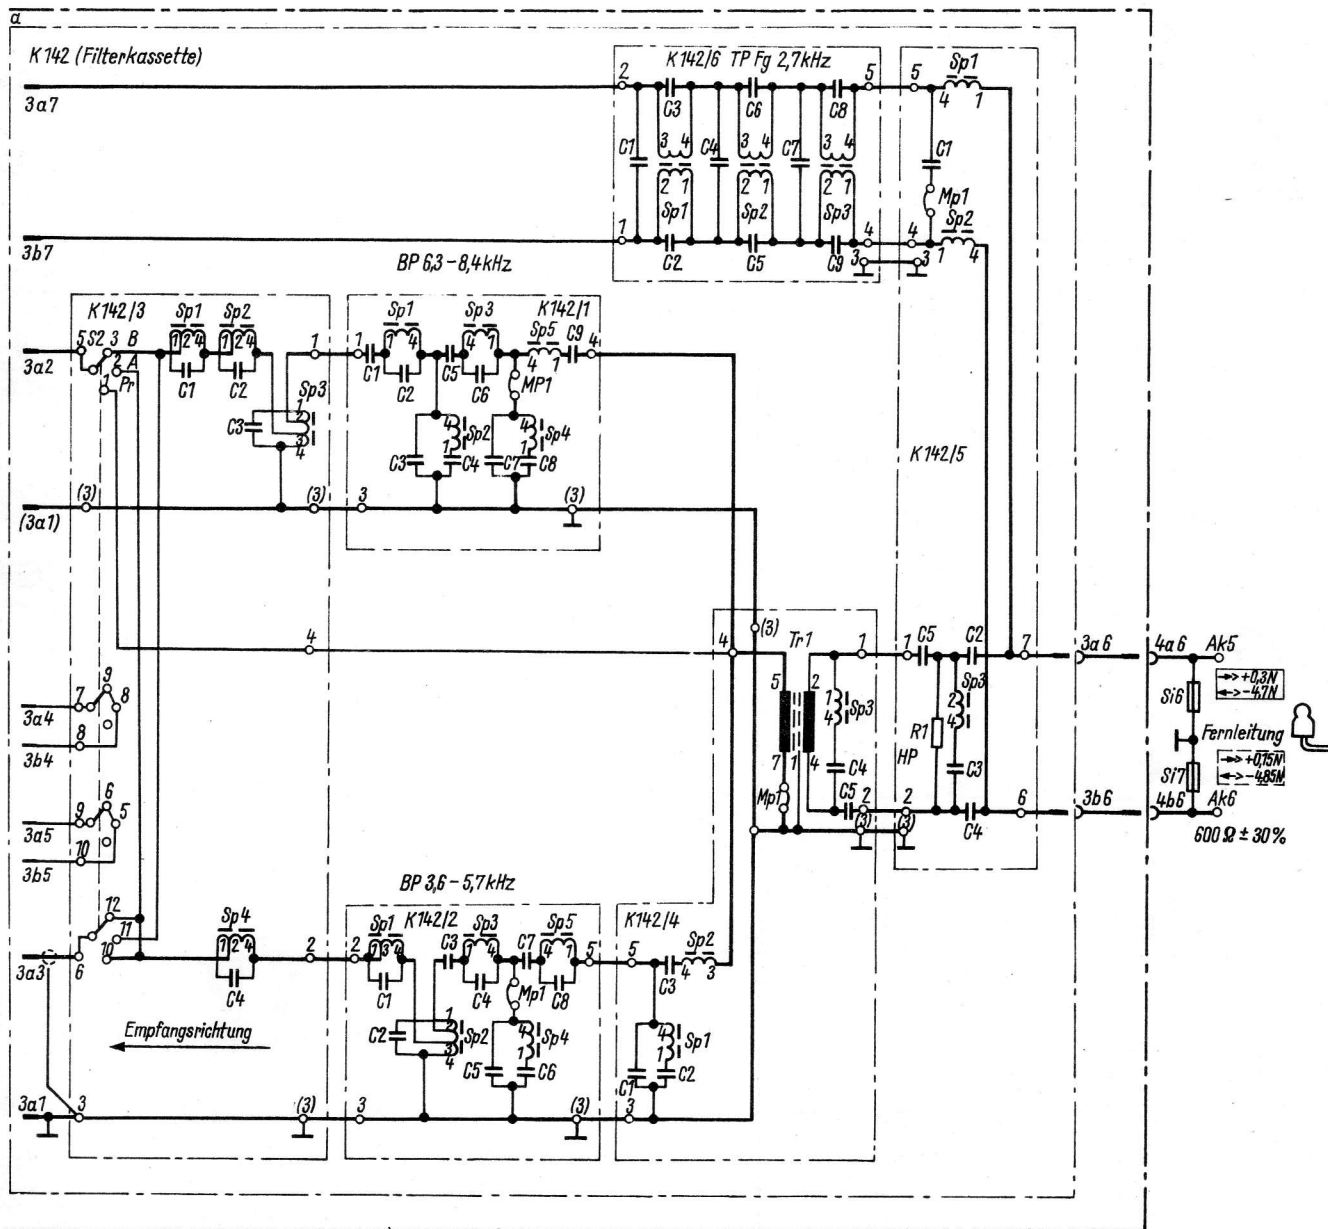 a
K142 (Filterkassette)
3a7
3b7
K142/6 TP Fg 2,7kHz
2
5
C3
C6
C8
C1
C4
C7
3 4
3 4
3 4
2 1
2 1
2 1
Sp1
Sp2
Sp3
1
4
C2
C5
C9
3
5
Sp1
4 1
C1
Mp1
4
Sp2
1 4
3
K142/5
BP 6,3–8,4kHz
K142/3
5 S2 3 B
2 A
1 Pr
3a2
Sp1
1 2 4
C1
Sp2
1 2 4
C2
Sp3
C3
1
2
3
4
1
(3a1)
(3)
(3)
K142/1
1
C1
Sp1
4 1
C2
C5
Sp3
4 1
C6
Sp5
4 1
C9
4
MP1
4
1
Sp2
C3
C4
4
1
Sp4
C7
C8
3
(3)
4
3a4
7
9
8
3b4
8
3a5
9
6
5
3b5
10
12
11
10
3a3
6
Sp4
1 2 4
C4
2
Empfangsrichtung
3a1
3
(3)
BP 3,6–5,7kHz
K142/2
2
Sp1
1 3 4
C1
C2
1
2
3
4
Sp2
C3
Sp3
4 4
C4
C7
Sp5
4 1
C8
5
Mp1
4
1
Sp4
C5
C6
3
(3)
K142/4
5
C3
Sp2
4 3
4
1
Sp1
C1
C2
3
4
(3)
Tr1
5
2
7
1
4
Mp1
1
1
4
Sp3
C4
C5
2
(3)
1
C5
C2
7
Sp3
2
4
R1
HP
C3
2
C4
6
(3)
3a6
3b6
4a6
4b6
Ak5
Si6
→> +0,3N
<-> –4,7N
Fernleitung
Si7
→> +0,15N
<-> –4,85N
Ak6
600 Ω ± 30%